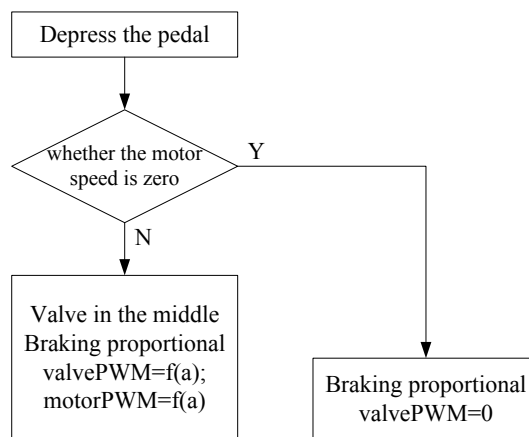 Depress the pedal
whether the motor
speed is zero
Y
N
Valve in the middle
Braking proportional
valvePWM=f(a);
motorPWM=f(a)
Braking proportional
valvePWM=0